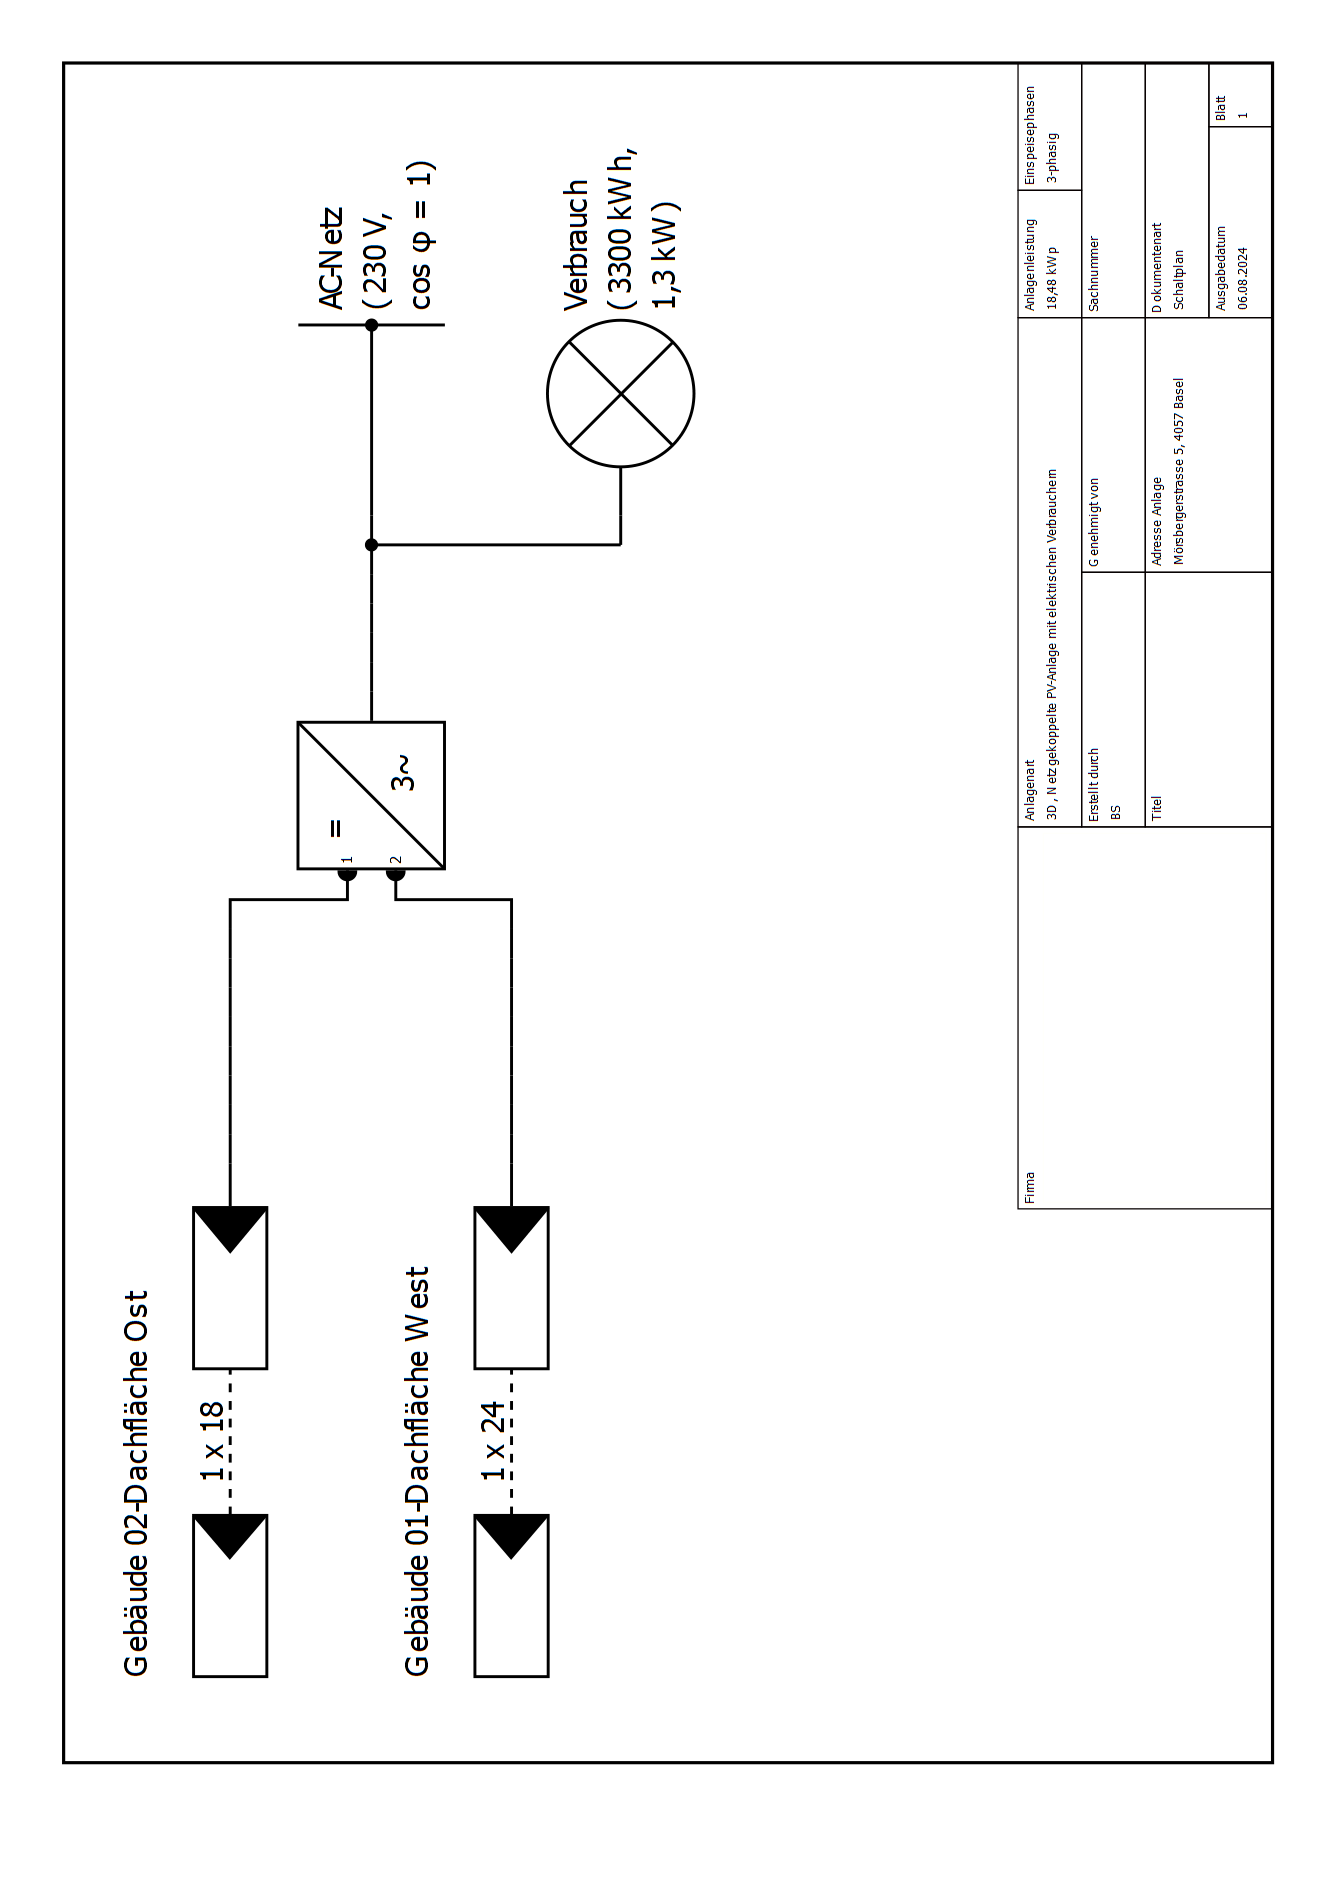 Gebäude 02-Dachfläche Ost
1 x 18
Gebäude 01-Dachfläche West
1 x 24
1
2
=
3~
AC-Netz
(230 V,
cos φ = 1)
Verbrauch
(3300 kWh,
1,3 kW)
Firma
Anlagenart
3D, Netzgekoppelte PV-Anlage mit elektrischen Verbrauchern
Anlagenleistung
18,48 kWp
Einspeisephasen
3-phasig
Erstellt durch
BS
Genehmigt von
Sachnummer
Titel
Adresse Anlage
Mörsbergerstrasse 5, 4057 Basel
Dokumentenart
Schaltplan
Ausgabedatum
06.08.2024
Blatt
1